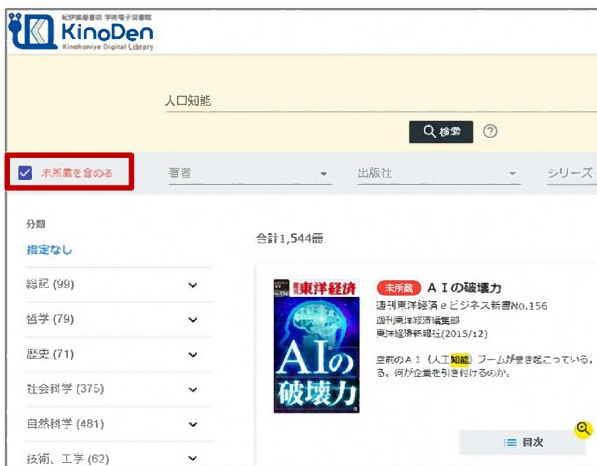 紀伊國屋書店 学術電子図書館
KinoDen
Kinokuniya Digital Library
人口知能
検索
未所蔵を含める
著者
出版社
シリーズ
分類
指定なし
合計1,544冊
総記 (99)
哲学 (79)
歴史 (71)
社会科学 (375)
自然科学 (481)
技術、工学 (62)
週刊東洋経済
AIの
破壊力
未所蔵 AIの破壊力
週刊東洋経済eビジネス新書No.156
週刊東洋経済編集部
東洋経済新報社(2015/12)
空前のAI（人工知能）ブームが巻き起こっている。
る。何が企業を引き付けるのか。
目次